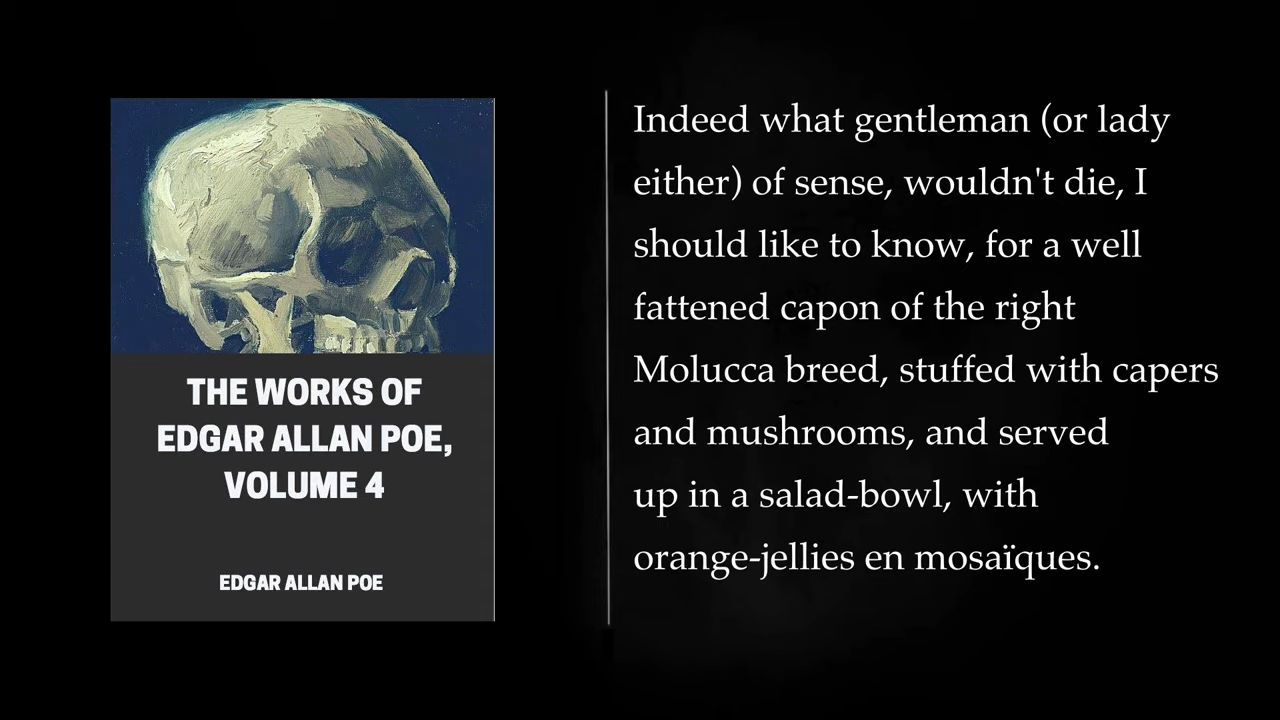 THE WORKS OF
EDGAR ALLAN POE,
VOLUME 4
EDGAR ALLAN POE
Indeed what gentleman (or lady
either) of sense, wouldn't die, I
should like to know, for a well
fattened capon of the right
Molucca breed, stuffed with capers
and mushrooms, and served
up in a salad-bowl, with
orange-jellies en mosaïques.